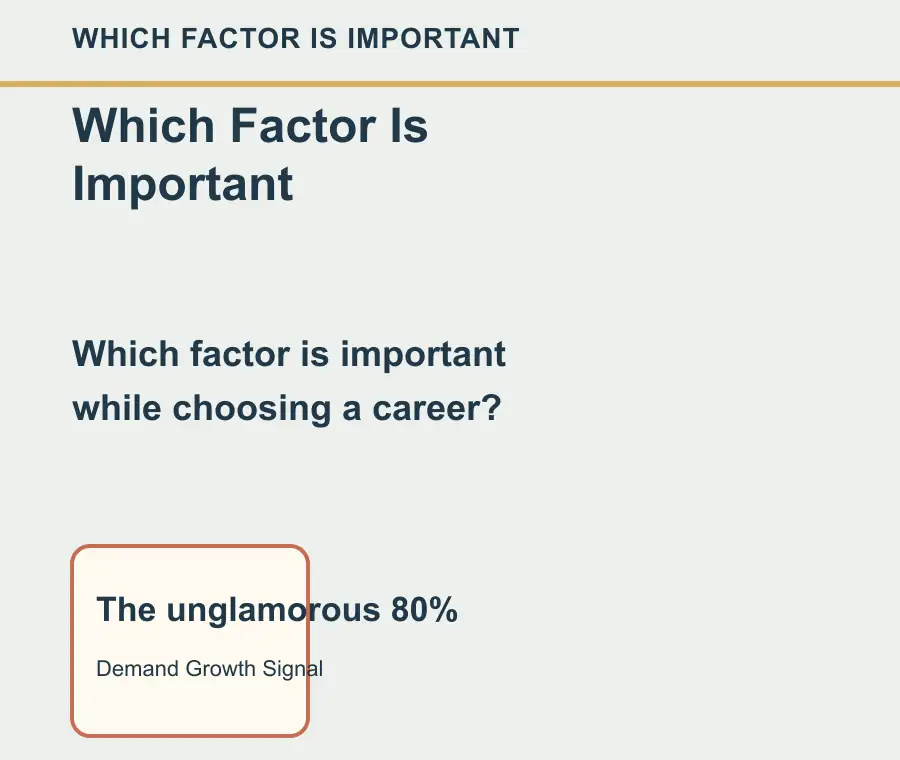 WHICH FACTOR IS IMPORTANT
Which Factor Is
Important
Which factor is important
while choosing a career?
The unglamorous 80%
Demand Growth Signal